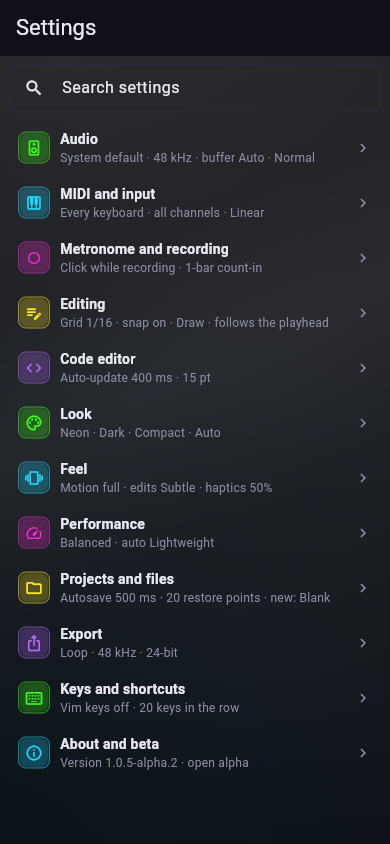 Settings
Search settings
Audio
System default · 48 kHz · buffer Auto · Normal
MIDI and input
Every keyboard · all channels · Linear
Metronome and recording
Click while recording · 1-bar count-in
Editing
Grid 1/16 · snap on · Draw · follows the playhead
Code editor
Auto-update 400 ms · 15 pt
Look
Neon · Dark · Compact · Auto
Feel
Motion full · edits Subtle · haptics 50%
Performance
Balanced · auto Lightweight
Projects and files
Autosave 500 ms · 20 restore points · new: Blank
Export
Loop · 48 kHz · 24-bit
Keys and shortcuts
Vim keys off · 20 keys in the row
About and beta
Version 1.0.5-alpha.2 · open alpha